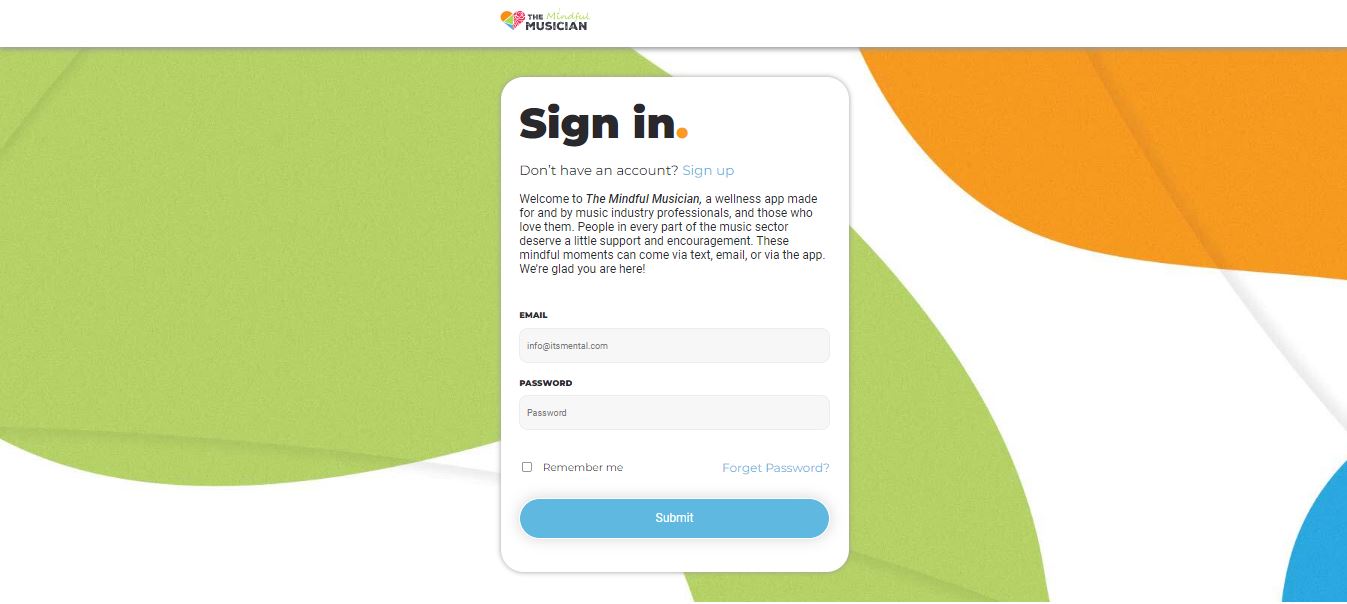 THE Mindful
MUSICIAN
Sign in.
Don't have an account? Sign up
Welcome to The Mindful Musician, a wellness app made
for and by music industry professionals, and those who
love them. People in every part of the music sector
deserve a little support and encouragement. These
mindful moments can come via text, email, or via the app.
We're glad you are here!
EMAIL
info@itsmental.com
PASSWORD
Password
Remember me Forget Password?
Submit